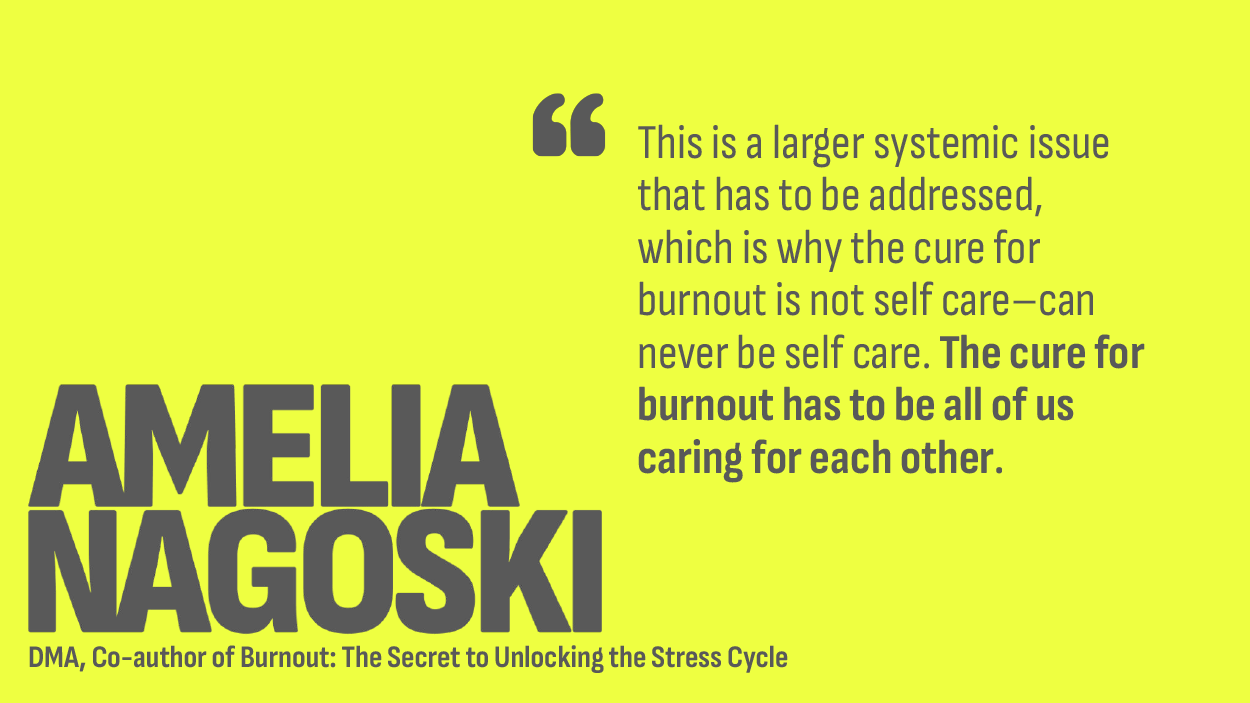 “
This is a larger systemic issue
that has to be addressed,
which is why the cure for
burnout is not self care–can
never be self care. The cure for
burnout has to be all of us
caring for each other.
AMELIA
NAGOSKI
DMA, Co-author of Burnout: The Secret to Unlocking the Stress Cycle